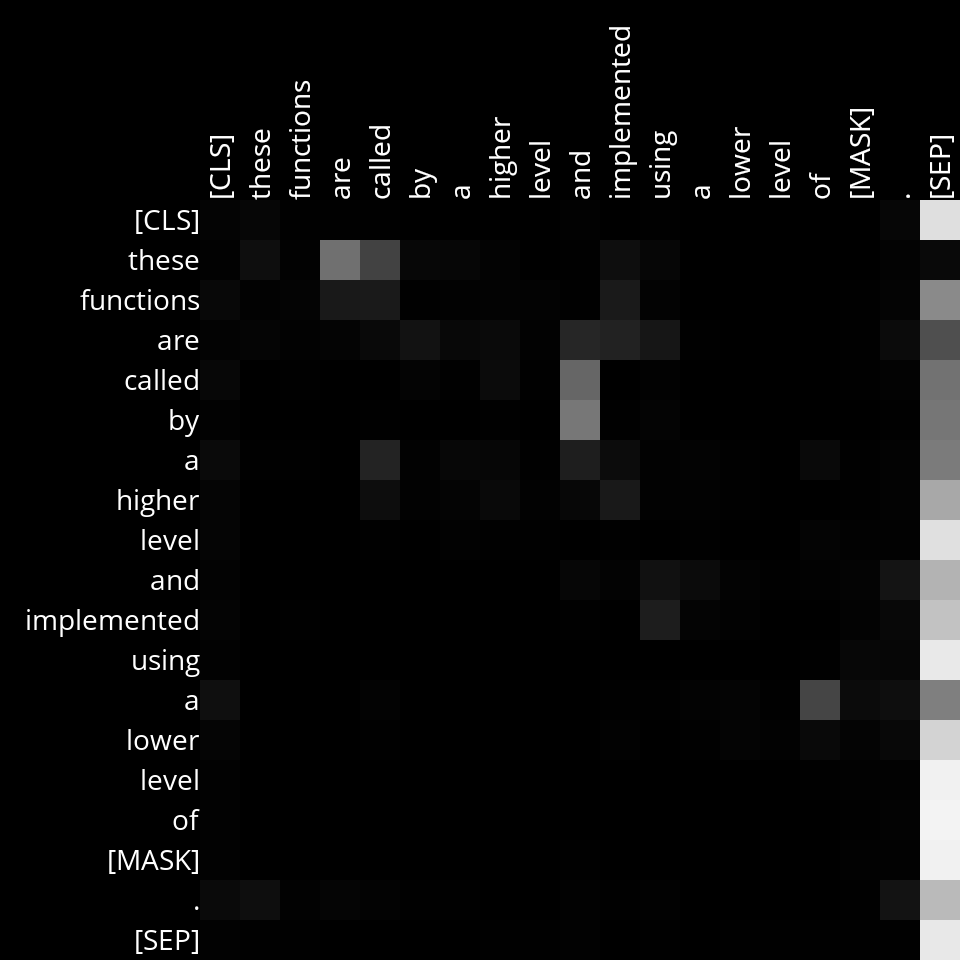 [CLS] these functions are called by a higher level and implemented using a lower level of [MASK] . [SEP]
[CLS]
these
functions
are
called
by
a
higher
level
and
implemented
using
a
lower
level
of
[MASK]
.
[SEP]